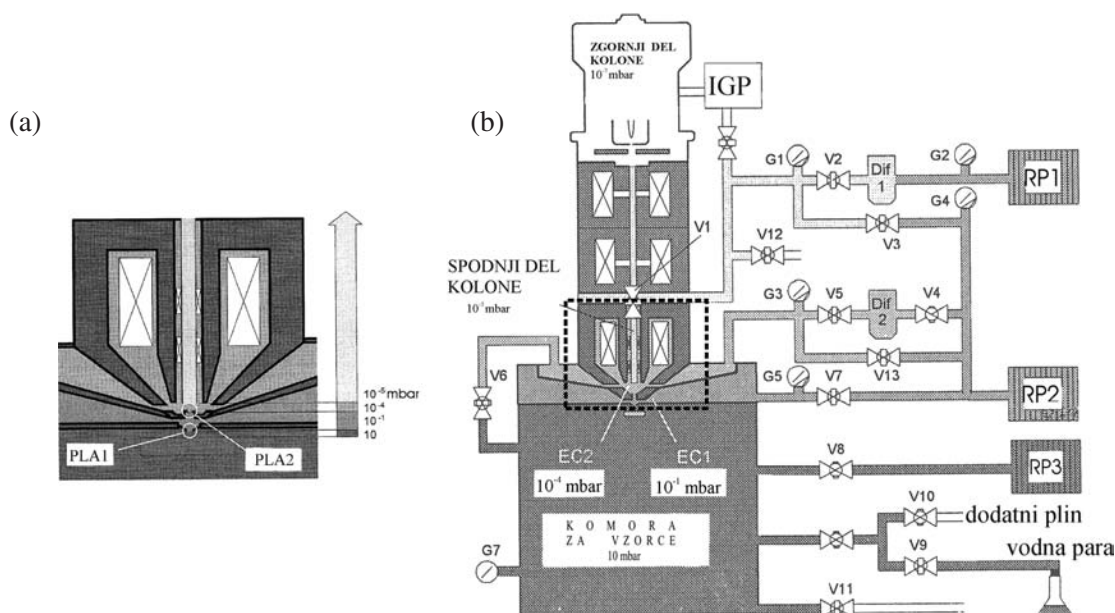 (a)
10⁻⁵mbar
10⁻⁴
10⁻¹
10
PLA1
PLA2
(b)
ZGORNJI DEL
KOLONE
mbar
IGP
G1
V2
Dif
1
G2
RP1
G4
V3
V1
V12
SPODNJI DEL
KOLONE
mbar
G3
V5
Dif
2
V4
V13
V6
G5
V7
RP2
EC2
EC1
10⁻⁴ mbar
10⁻¹ mbar
V8
RP3
KOMORA
ZA VZORCE
10 mbar
V10
dodatni plin
V9
vodna para
G7
V11